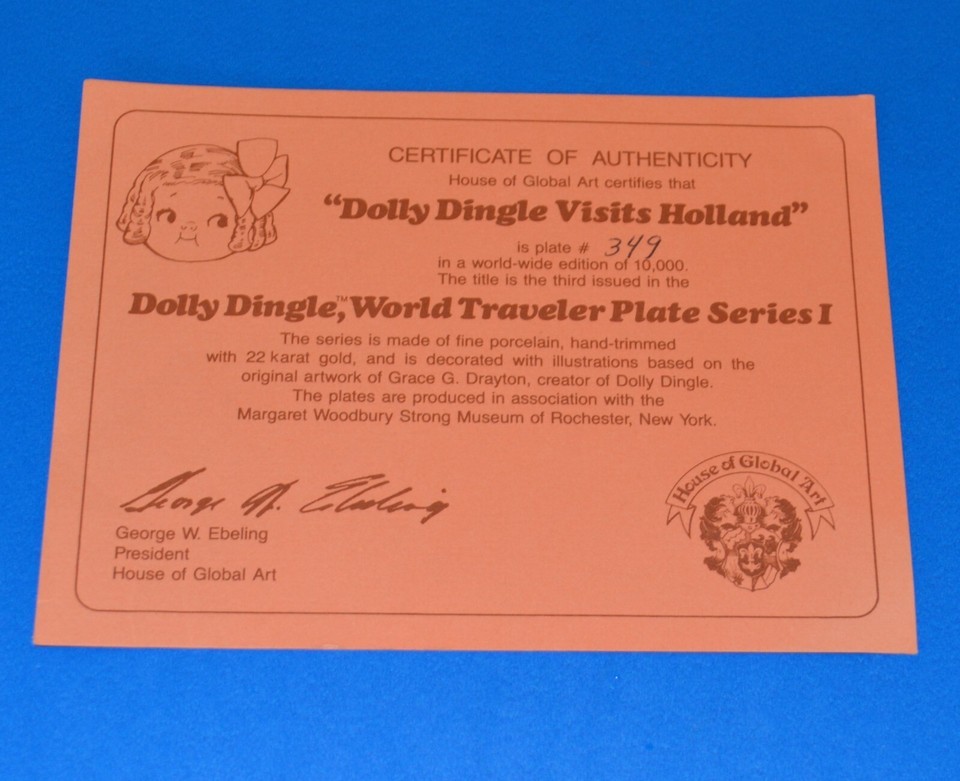 CERTIFICATE OF AUTHENTICITY
House of Global Art certifies that
“Dolly Dingle Visits Holland”
is plate # 349
in a world-wide edition of 10,000.
The title is the third issued in the
Dolly Dingle,™ World Traveler Plate Series I
The series is made of fine porcelain, hand-trimmed
with 22 karat gold, and is decorated with illustrations based on the
original artwork of Grace G. Drayton, creator of Dolly Dingle.
The plates are produced in association with the
Margaret Woodbury Strong Museum of Rochester, New York.
George W. Ebeling
George W. Ebeling
President
House of Global Art
House of Global Art